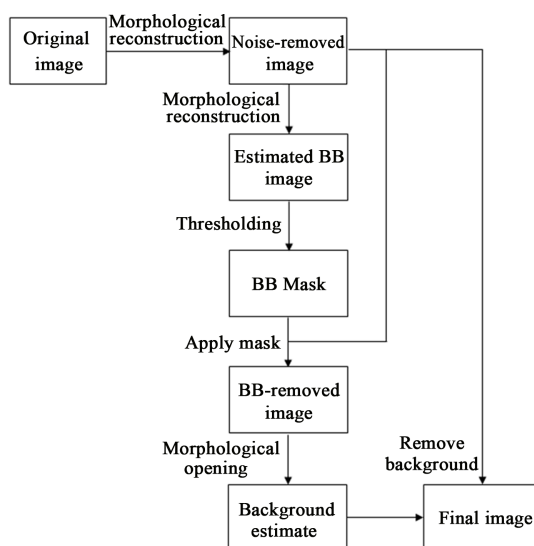 Original
image
Morphological
reconstruction
Noise-removed
image
Morphological
reconstruction
Estimated BB
image
Thresholding
BB Mask
Apply mask
BB-removed
image
Morphological
opening
Remove
background
Background
estimate
Final image